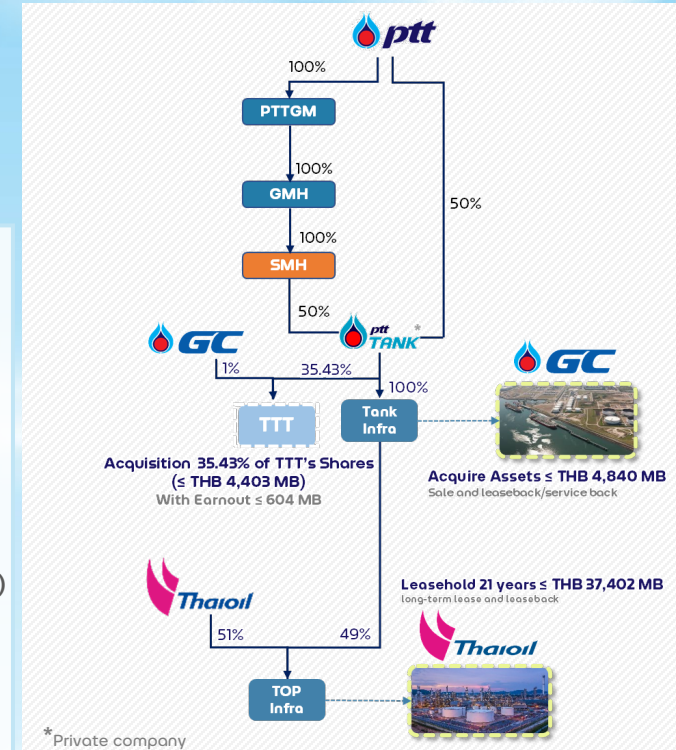 ptt
100%
PTTGM
100%
GMH
50%
100%
SMH
50%
ptt
TANK*
GC
GC
1%
35.43%
100%
TTT
Tank
Infra
Acquisition 35.43% of TTT's Shares
(≤ THB 4,403 MB)
With Earnout ≤ 604 MB
Acquire Assets ≤ THB 4,840 MB
Sale and leaseback/service back
)
Leasehold 21 years ≤ THB 37,402 MB
long-term lease and leaseback
Thaioil
Thaioil
51%
49%
TOP
Infra
*Private company